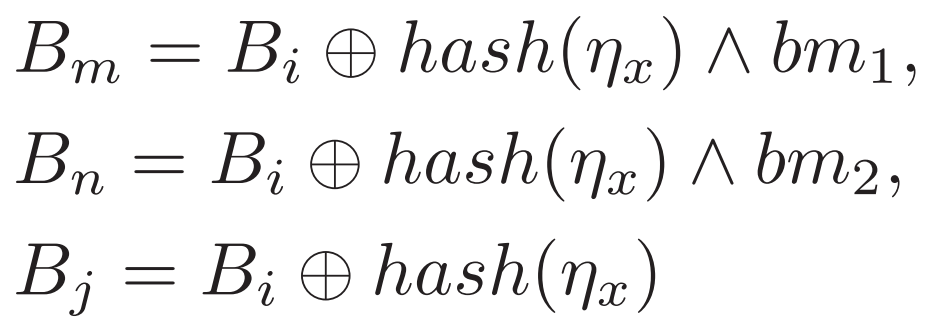 B_m = B_i ⊕ hash(η_x) ∧ bm_1,
B_n = B_i ⊕ hash(η_x) ∧ bm_2,
B_j = B_i ⊕ hash(η_x)